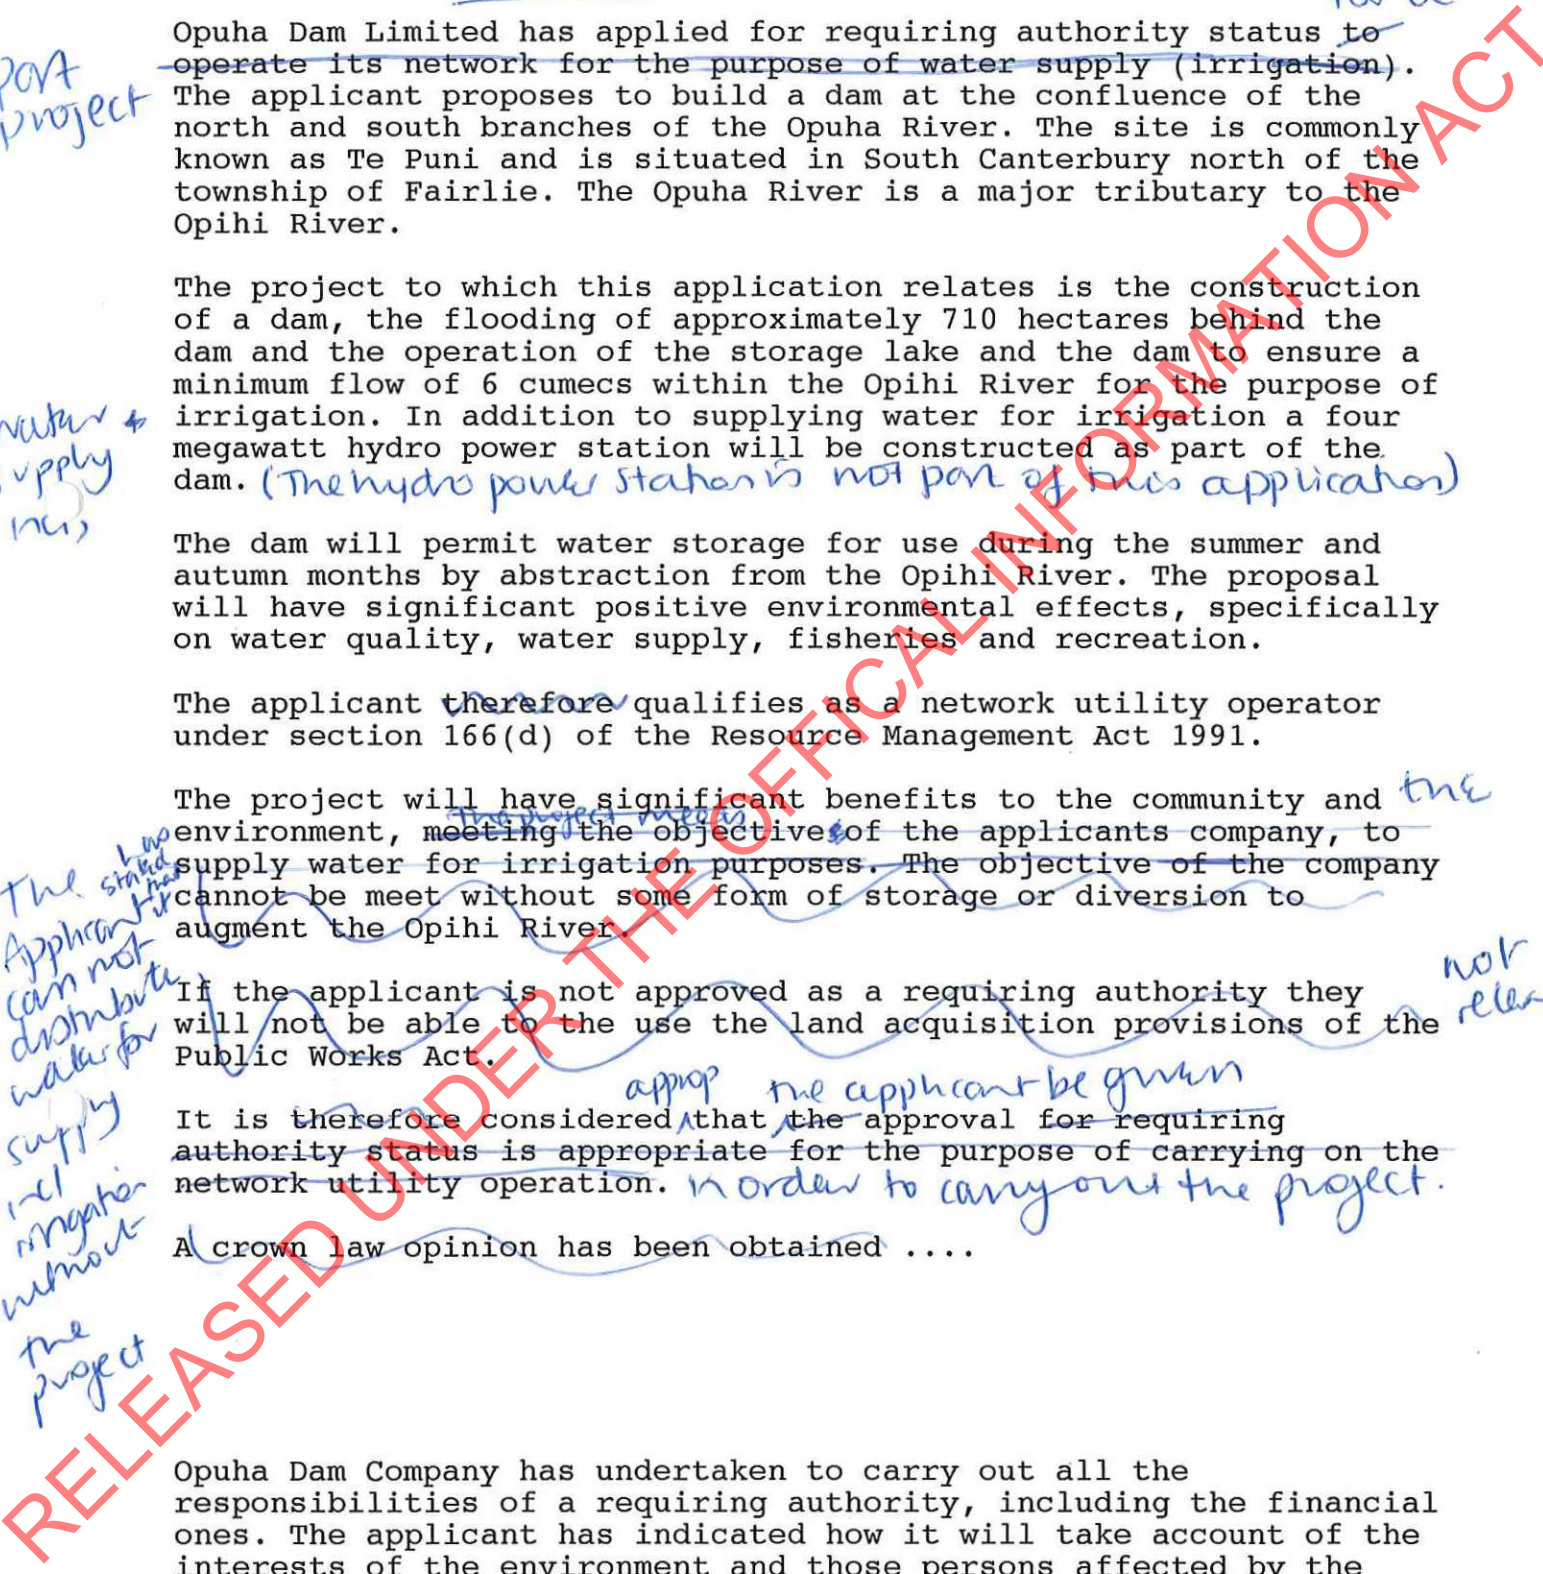 for a
Opuha Dam Limited has applied for requiring authority status to
operate its network for the purpose of water supply (irrigation).
project
The applicant proposes to build a dam at the confluence of the
north and south branches of the Opuha River. The site is commonly
known as Te Puni and is situated in South Canterbury north of the
township of Fairlie. The Opuha River is a major tributary to the
Opihi River.
The project to which this application relates is the construction
of a dam, the flooding of approximately 710 hectares behind the
dam and the operation of the storage lake and the dam to ensure a
minimum flow of 6 cumecs within the Opihi River for the purpose of
water
irrigation. In addition to supplying water for irrigation a four
megawatt hydro power station will be constructed as part of the
dam. (The hydro power station is not part of this application)
The dam will permit water storage for use during the summer and
autumn months by abstraction from the Opihi River. The proposal
will have significant positive environmental effects, specifically
on water quality, water supply, fisheries and recreation.
The applicant therefore qualifies as a network utility operator
under section 166(d) of the Resource Management Act 1991.
The project will have significant benefits to the community and the
the project meets
environment, meeting the objectives of the applicants company, to
supply water for irrigation purposes. The objective of the company
cannot be meet without some form of storage or diversion to
augment the Opihi River.
The applicant has stated that it
can not
distribute
water for
supply
incl
irrigation
without
the
project
If the applicant is not approved as a requiring authority they
will not be able to the use the land acquisition provisions of the
Public Works Act.
not
approp the applicant be given
It is therefore considered that the approval for requiring
authority status is appropriate for the purpose of carrying on the
network utility operation. in order to carry out the project.
A crown law opinion has been obtained ....
Opuha Dam Company has undertaken to carry out all the
responsibilities of a requiring authority, including the financial
ones. The applicant has indicated how it will take account of the
interests of the environment and those persons affected by the
RELEASED UNDER THE OFFICAL INFORMATION ACT